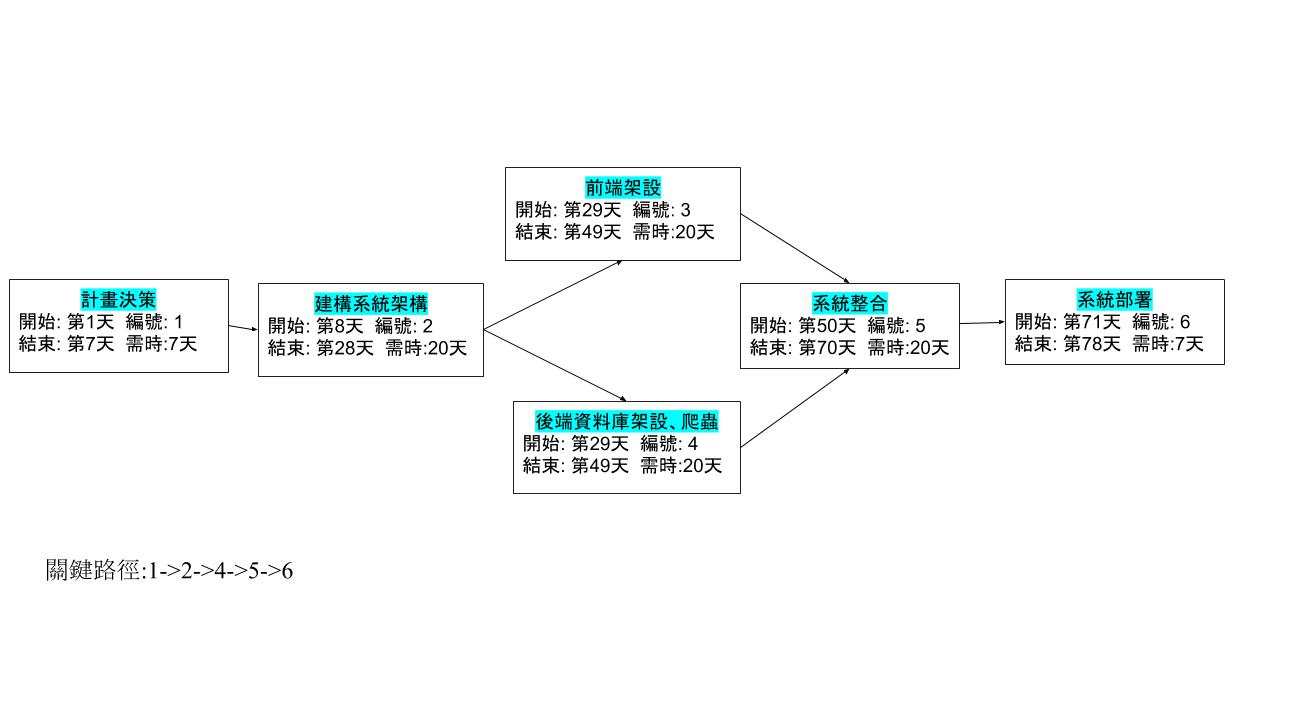 計畫決策
開始: 第1天 編號: 1
結束: 第7天 需時:7天
建構系統架構
開始: 第8天 編號: 2
結束: 第28天 需時:20天
前端架設
開始: 第29天 編號: 3
結束: 第49天 需時:20天
後端資料庫架設、爬蟲
開始: 第29天 編號: 4
結束: 第49天 需時:20天
系統整合
開始: 第50天 編號: 5
結束: 第70天 需時:20天
系統部署
開始: 第71天 編號: 6
結束: 第78天 需時:7天
關鍵路徑:1->2->4->5->6